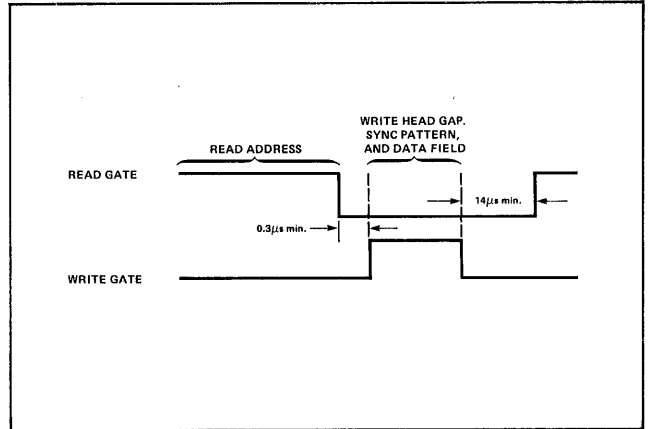 WRITE HEAD GAP.
SYNC PATTERN,
AND DATA FIELD
READ ADDRESS
READ GATE
14μs min.
0.3μs min.
WRITE GATE